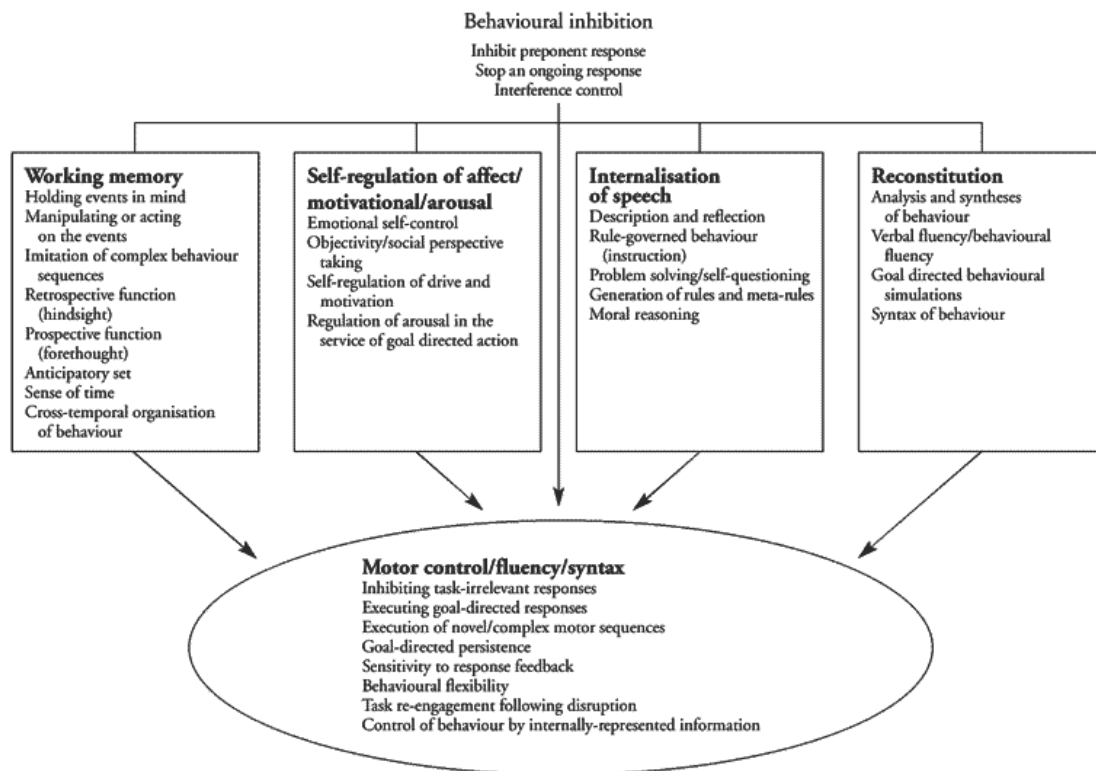 Behavioural inhibition
Inhibit preponent response
Stop an ongoing response
Interference control
Working memory
Holding events in mind
Manipulating or acting
on the events
Imitation of complex behaviour
sequences
Retrospective function
(hindsight)
Prospective function
(forethought)
Anticipatory set
Sense of time
Cross-temporal organisation
of behaviour
Self-regulation of affect/
motivational/arousal
Emotional self-control
Objectivity/social perspective
taking
Self-regulation of drive and
motivation
Regulation of arousal in the
service of goal directed action
Internalisation
of speech
Description and reflection
Rule-governed behaviour
(instruction)
Problem solving/self-questioning
Generation of rules and meta-rules
Moral reasoning
Reconstitution
Analysis and syntheses
of behaviour
Verbal fluency/behavioural
fluency
Goal directed behavioural
simulations
Syntax of behaviour
Motor control/fluency/syntax
Inhibiting task-irrelevant responses
Executing goal-directed responses
Execution of novel/complex motor sequences
Goal-directed persistence
Sensitivity to response feedback
Behavioural flexibility
Task re-engagement following disruption
Control of behaviour by internally-represented information